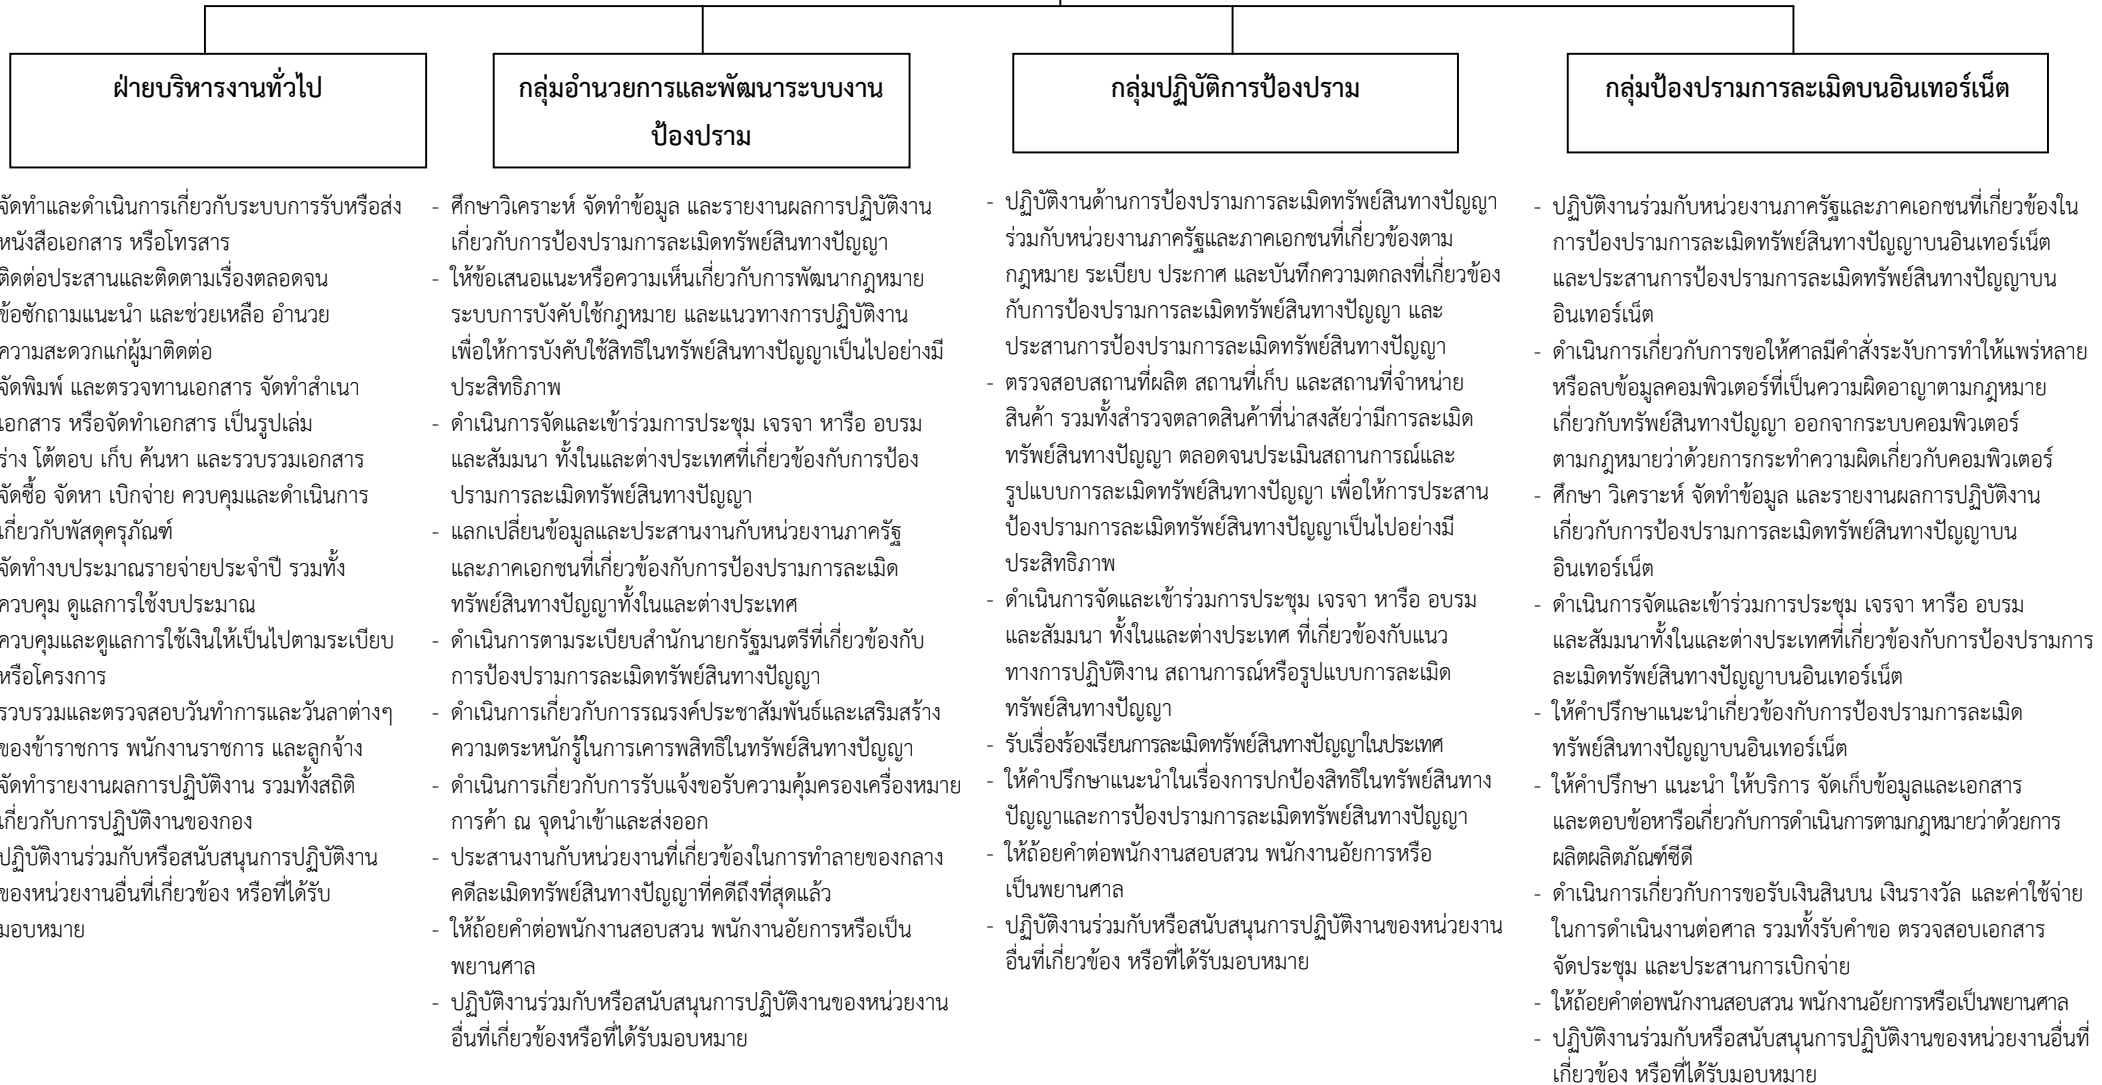 ฝ่ายบริหารงานทั่วไป
จัดทำและดำเนินการเกี่ยวกับระบบการรับหรือส่ง
หนังสือเอกสาร หรือโทรสาร
ติดต่อประสานและติดตามเรื่องตลอดจน
ข้อซักถามแนะนำ และช่วยเหลือ อำนวย
ความสะดวกแก่ผู้มาติดต่อ
จัดพิมพ์ และตรวจทานเอกสาร จัดทำสำเนา
เอกสาร หรือจัดทำเอกสาร เป็นรูปเล่ม
ร่าง โต้ตอบ เก็บ ค้นหา และรวบรวมเอกสาร
จัดซื้อ จัดหา เบิกจ่าย ควบคุมและดำเนินการ
เกี่ยวกับพัสดุครุภัณฑ์
จัดทำงบประมาณรายจ่ายประจำปี รวมทั้ง
ควบคุม ดูแลการใช้งบประมาณ
ควบคุมและดูแลการใช้เงินให้เป็นไปตามระเบียบ
หรือโครงการ
รวบรวมและตรวจสอบวันทำการและวันลาต่างๆ
ของข้าราชการ พนักงานราชการ และลูกจ้าง
จัดทำรายงานผลการปฏิบัติงาน รวมทั้งสถิติ
เกี่ยวกับการปฏิบัติงานของกอง
ปฏิบัติงานร่วมกับหรือสนับสนุนการปฏิบัติงาน
ของหน่วยงานอื่นที่เกี่ยวข้อง หรือที่ได้รับ
มอบหมาย
กลุ่มอำนวยการและพัฒนาระบบงาน
ป้องปราม
- ศึกษาวิเคราะห์ จัดทำข้อมูล และรายงานผลการปฏิบัติงาน
เกี่ยวกับการป้องปรามการละเมิดทรัพย์สินทางปัญญา
- ให้ข้อเสนอแนะหรือความเห็นเกี่ยวกับการพัฒนากฎหมาย
ระบบการบังคับใช้กฎหมาย และแนวทางการปฏิบัติงาน
เพื่อให้การบังคับใช้สิทธิในทรัพย์สินทางปัญญาเป็นไปอย่างมี
ประสิทธิภาพ
- ดำเนินการจัดและเข้าร่วมการประชุม เจรจา หารือ อบรม
และสัมมนา ทั้งในและต่างประเทศที่เกี่ยวข้องกับการป้อง
ปรามการละเมิดทรัพย์สินทางปัญญา
- แลกเปลี่ยนข้อมูลและประสานงานกับหน่วยงานภาครัฐ
และภาคเอกชนที่เกี่ยวข้องกับการป้องปรามการละเมิด
ทรัพย์สินทางปัญญาทั้งในและต่างประเทศ
- ดำเนินการตามระเบียบสำนักนายกรัฐมนตรีที่เกี่ยวข้องกับ
การป้องปรามการละเมิดทรัพย์สินทางปัญญา
- ดำเนินการเกี่ยวกับการรณรงค์ประชาสัมพันธ์และเสริมสร้าง
ความตระหนักรู้ในการเคารพสิทธิในทรัพย์สินทางปัญญา
- ดำเนินการเกี่ยวกับการรับแจ้งขอรับความคุ้มครองเครื่องหมาย
การค้า ณ จุดนำเข้าและส่งออก
- ประสานงานกับหน่วยงานที่เกี่ยวข้องในการทำลายของกลาง
คดีละเมิดทรัพย์สินทางปัญญาที่คดีถึงที่สุดแล้ว
- ให้ถ้อยคำต่อพนักงานสอบสวน พนักงานอัยการหรือเป็น
พยานศาล
- ปฏิบัติงานร่วมกับหรือสนับสนุนการปฏิบัติงานของหน่วยงาน
อื่นที่เกี่ยวข้องหรือที่ได้รับมอบหมาย
กลุ่มปฏิบัติการป้องปราม
- ปฏิบัติงานด้านการป้องปรามการละเมิดทรัพย์สินทางปัญญา
ร่วมกับหน่วยงานภาครัฐและภาคเอกชนที่เกี่ยวข้องตาม
กฎหมาย ระเบียบ ประกาศ และบันทึกความตกลงที่เกี่ยวข้อง
กับการป้องปรามการละเมิดทรัพย์สินทางปัญญา และ
ประสานการป้องปรามการละเมิดทรัพย์สินทางปัญญา
- ตรวจสอบสถานที่ผลิต สถานที่เก็บ และสถานที่จำหน่าย
สินค้า รวมทั้งสำรวจตลาดสินค้าที่น่าสงสัยว่ามีการละเมิด
ทรัพย์สินทางปัญญา ตลอดจนประเมินสถานการณ์และ
รูปแบบการละเมิดทรัพย์สินทางปัญญา เพื่อให้การประสาน
ป้องปรามการละเมิดทรัพย์สินทางปัญญาเป็นไปอย่างมี
ประสิทธิภาพ
- ดำเนินการจัดและเข้าร่วมการประชุม เจรจา หารือ อบรม
และสัมมนา ทั้งในและต่างประเทศ ที่เกี่ยวข้องกับแนว
ทางการปฏิบัติงาน สถานการณ์หรือรูปแบบการละเมิด
ทรัพย์สินทางปัญญา
- รับเรื่องร้องเรียนการละเมิดทรัพย์สินทางปัญญาในประเทศ
- ให้คำปรึกษาแนะนำในเรื่องการปกป้องสิทธิในทรัพย์สินทาง
ปัญญาและการป้องปรามการละเมิดทรัพย์สินทางปัญญา
- ให้ถ้อยคำต่อพนักงานสอบสวน พนักงานอัยการหรือ
เป็นพยานศาล
- ปฏิบัติงานร่วมกับหรือสนับสนุนการปฏิบัติงานของหน่วยงาน
อื่นที่เกี่ยวข้อง หรือที่ได้รับมอบหมาย
กลุ่มป้องปรามการละเมิดบนอินเทอร์เน็ต
- ปฏิบัติงานร่วมกับหน่วยงานภาครัฐและภาคเอกชนที่เกี่ยวข้องใน
การป้องปรามการละเมิดทรัพย์สินทางปัญญาบนอินเทอร์เน็ต
และประสานการป้องปรามการละเมิดทรัพย์สินทางปัญญาบน
อินเทอร์เน็ต
- ดำเนินการเกี่ยวกับการขอให้ศาลมีคำสั่งระงับการทำให้แพร่หลาย
หรือลบข้อมูลคอมพิวเตอร์ที่เป็นความผิดอาญาตามกฎหมาย
เกี่ยวกับทรัพย์สินทางปัญญา ออกจากระบบคอมพิวเตอร์
ตามกฎหมายว่าด้วยการกระทำความผิดเกี่ยวกับคอมพิวเตอร์
- ศึกษา วิเคราะห์ จัดทำข้อมูล และรายงานผลการปฏิบัติงาน
เกี่ยวกับการป้องปรามการละเมิดทรัพย์สินทางปัญญาบน
อินเทอร์เน็ต
- ดำเนินการจัดและเข้าร่วมการประชุม เจรจา หารือ อบรม
และสัมมนาทั้งในและต่างประเทศที่เกี่ยวข้องกับการป้องปรามการ
ละเมิดทรัพย์สินทางปัญญาบนอินเทอร์เน็ต
- ให้คำปรึกษาแนะนำเกี่ยวข้องกับการป้องปรามการละเมิด
ทรัพย์สินทางปัญญาบนอินเทอร์เน็ต
- ให้คำปรึกษา แนะนำ ให้บริการ จัดเก็บข้อมูลและเอกสาร
และตอบข้อหารือเกี่ยวกับการดำเนินการตามกฎหมายว่าด้วยการ
ผลิตผลิตภัณฑ์ซีดี
- ดำเนินการเกี่ยวกับการขอรับเงินสินบน เงินรางวัล และค่าใช้จ่าย
ในการดำเนินงานต่อศาล รวมทั้งรับคำขอ ตรวจสอบเอกสาร
จัดประชุม และประสานการเบิกจ่าย
- ให้ถ้อยคำต่อพนักงานสอบสวน พนักงานอัยการหรือเป็นพยานศาล
- ปฏิบัติงานร่วมกับหรือสนับสนุนการปฏิบัติงานของหน่วยงานอื่นที่
เกี่ยวข้อง หรือที่ได้รับมอบหมาย